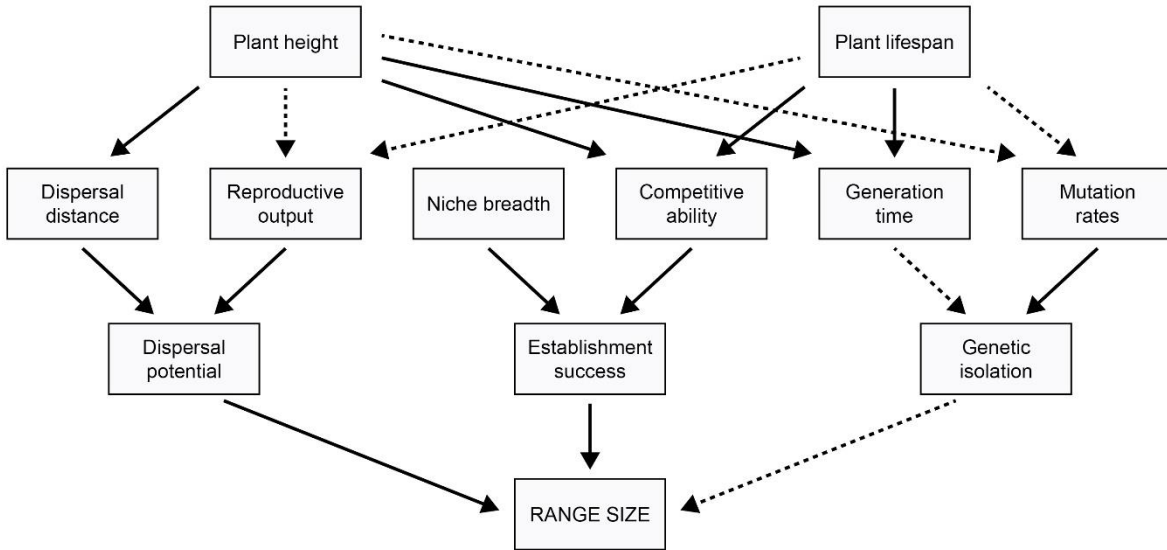 Plant height
Plant lifespan
Dispersal
distance
Reproductive
output
Niche breadth
Competitive
ability
Generation
time
Mutation
rates
Dispersal
potential
Establishment
success
Genetic
isolation
RANGE SIZE